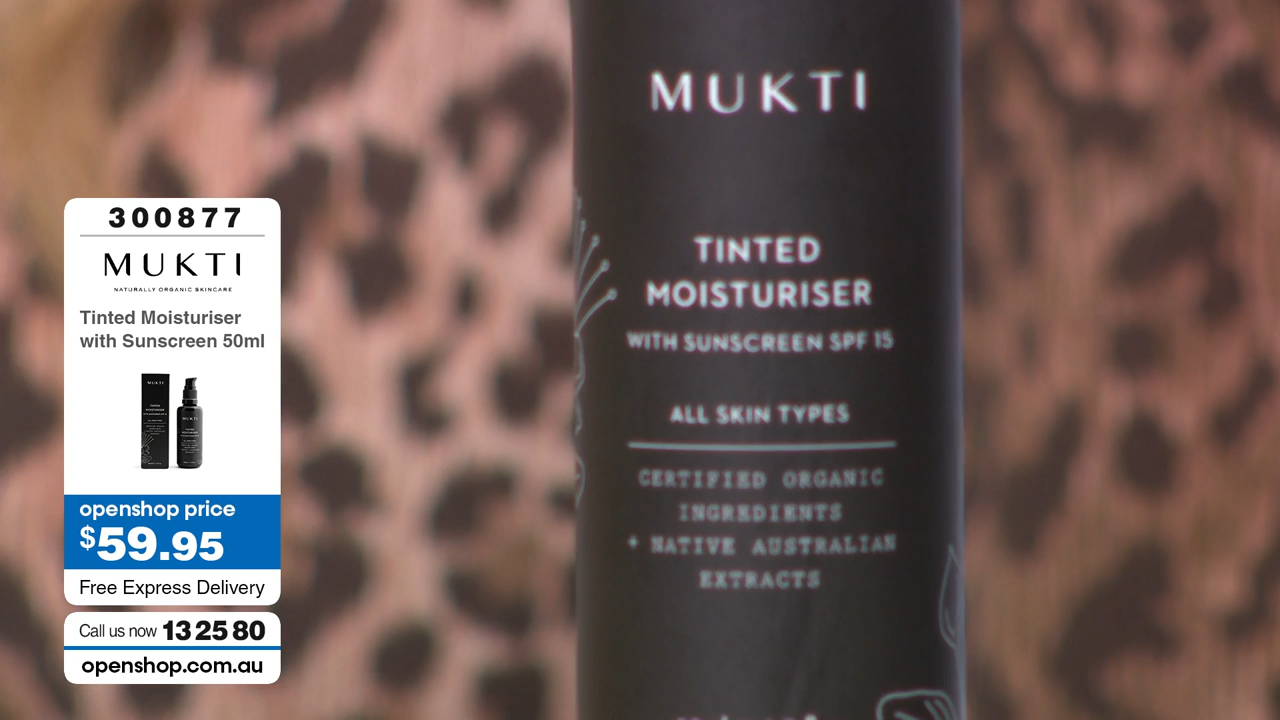 300877
MUKTI
NATURALLY ORGANIC SKINCARE
Tinted Moisturiser
with Sunscreen 50ml
openshop price
$59.95
Free Express Delivery
Call us now 13 25 80
openshop.com.au
MUKTI
TINTED
MOISTURISER
WITH SUNSCREEN SPF 15
ALL SKIN TYPES
CERTIFIED ORGANIC
INGREDIENTS
+ NATIVE AUSTRALIAN
EXTRACTS